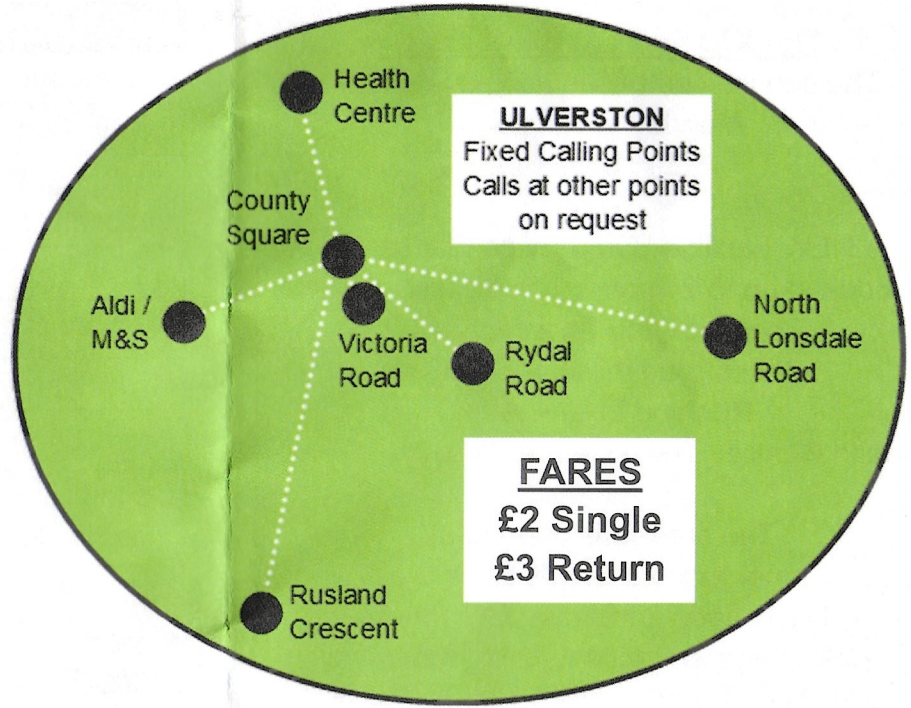 Health
Centre
ULVERSTON
Fixed Calling Points
Calls at other points
on request
County
Square
Aldi /
M&S
Victoria
Road
Rydal
Road
North
Lonsdale
Road
FARES
£2 Single
£3 Return
Rusland
Crescent